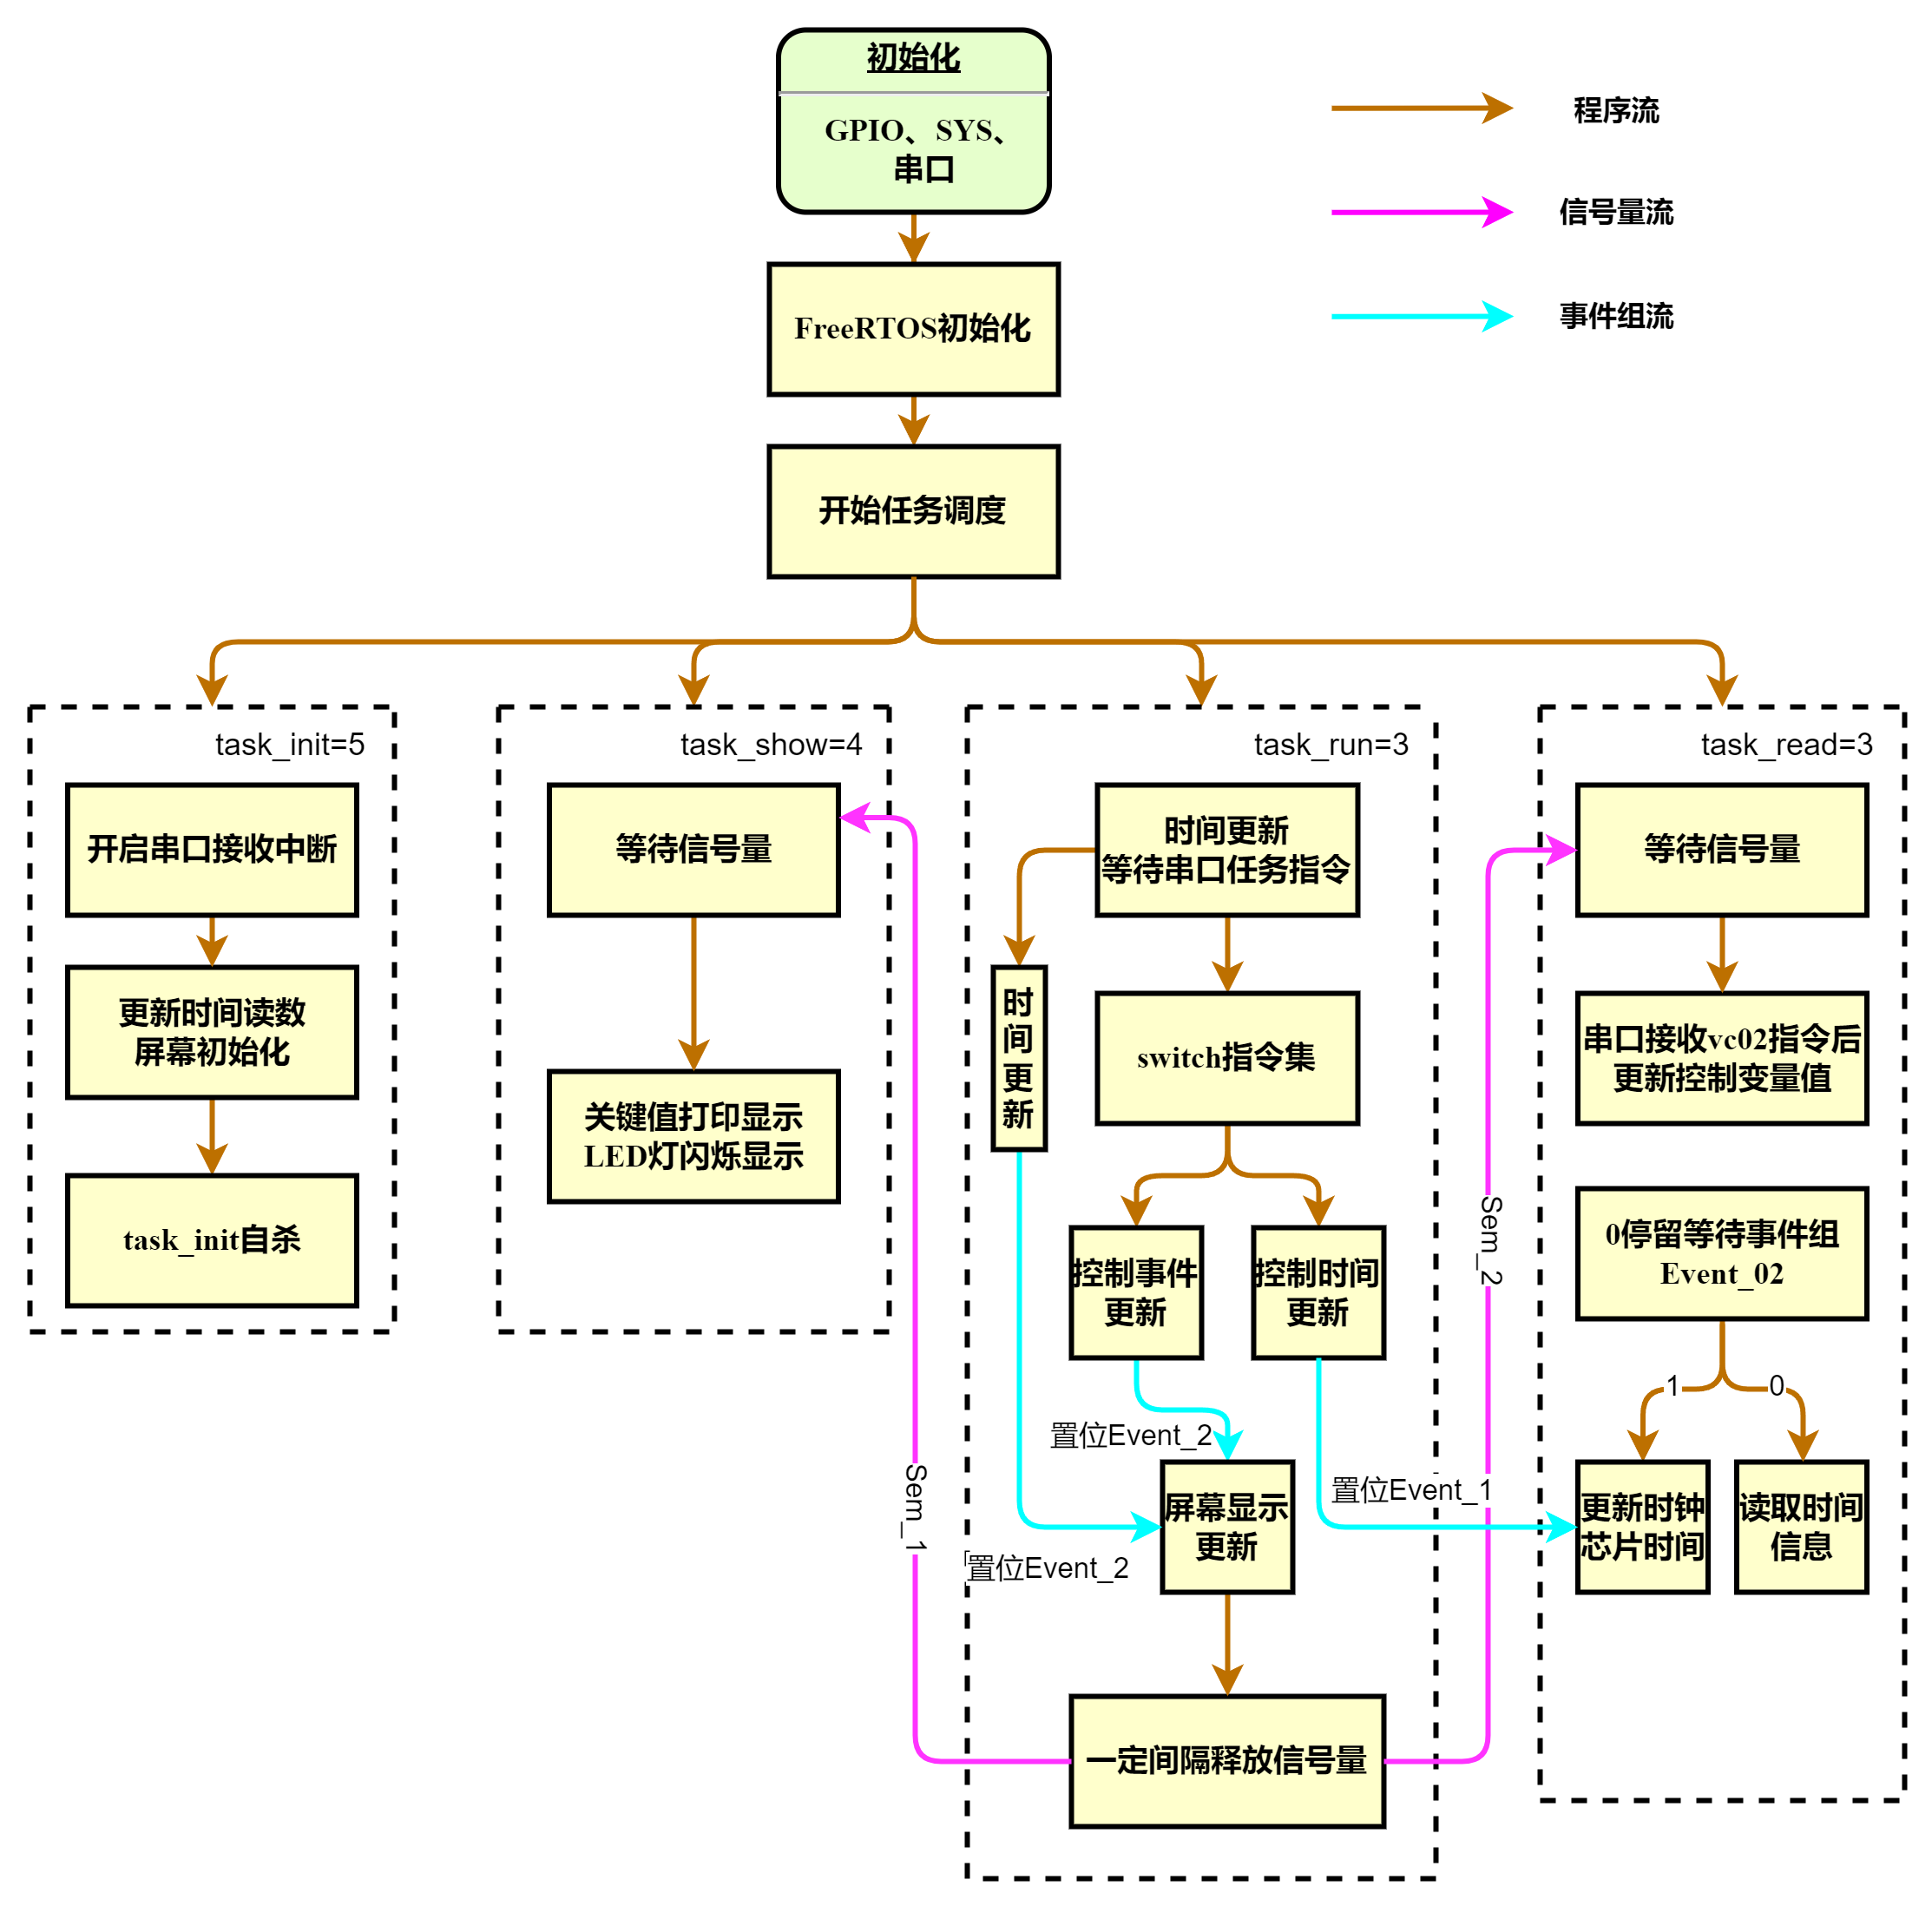 初始化
GPIO、SYS、
串口
程序流
信号量流
事件组流
FreeRTOS初始化
开始任务调度
task_init=5
开启串口接收中断
更新时间读数
屏幕初始化
task_init自杀
task_show=4
等待信号量
关键值打印显示
LED灯闪烁显示
Sem_1
task_run=3
时间更新
等待串口任务指令
时
间
更
新
switch指令集
控制事件
更新
控制时间
更新
置位Event_2
置位Event_1
屏幕显示
更新
置位Event_2
一定间隔释放信号量
Sem_2
task_read=3
等待信号量
串口接收vc02指令后
更新控制变量值
0停留等待事件组
Event_02
1
0
更新时钟
芯片时间
读取时间
信息